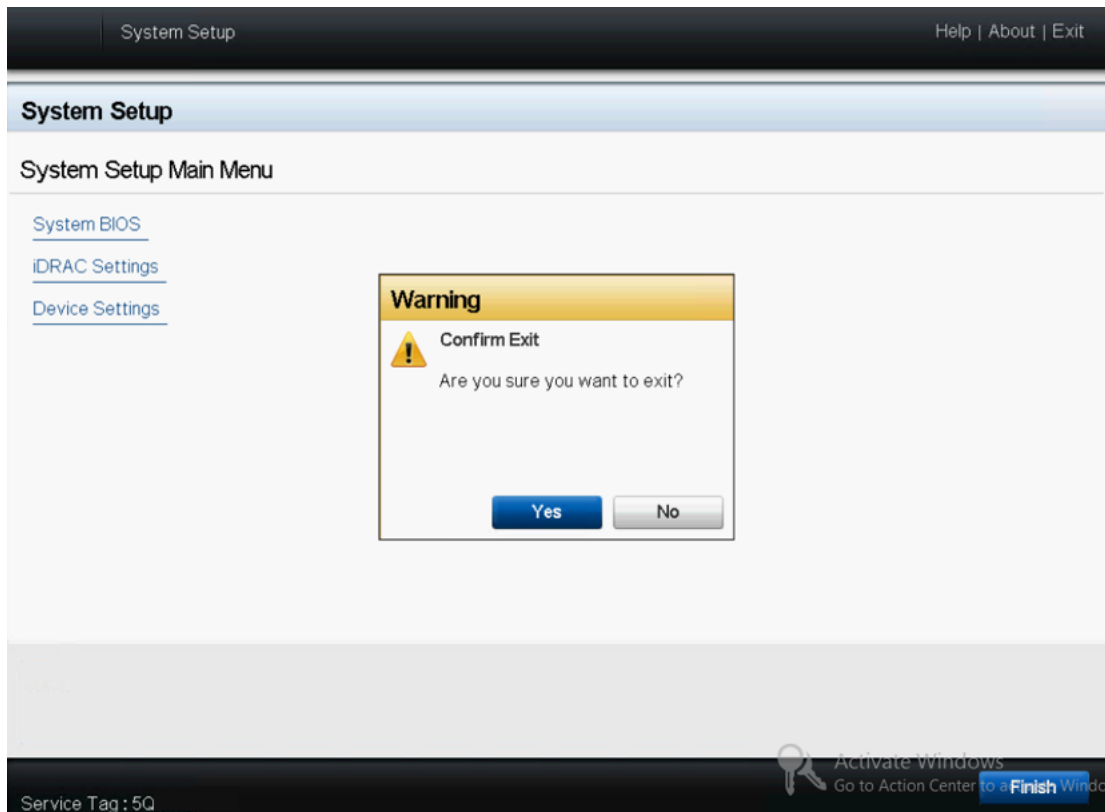 System Setup
Help | About | Exit
System Setup
System Setup Main Menu
System BIOS
iDRAC Settings
Device Settings
Warning
Confirm Exit
Are you sure you want to exit?
Yes No
Activate Windows
Go to Action Center to a
Finish
Service Tag : 5Q